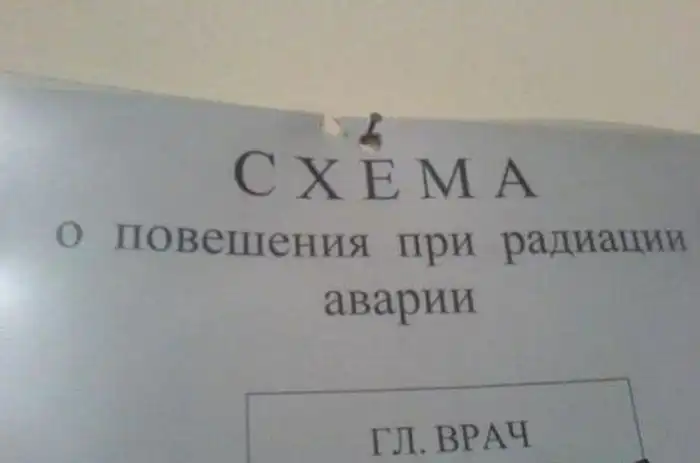 СХЕМА
о повешения при радиации
аварии
ГЛ. ВРАЧ